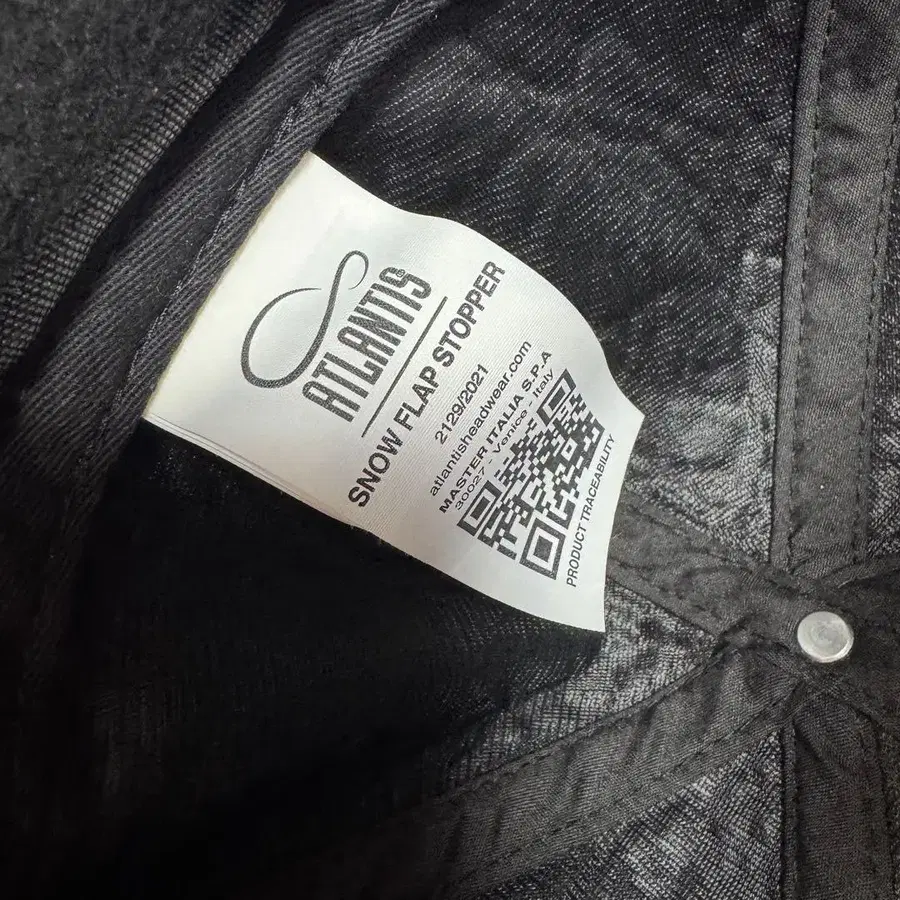 ATLANTIS®
SNOW FLAP STOPPER
2129/2021
atlantisheadwear.com
MASTER ITALIA S.P.A
30027 - Venice - Italy
PRODUCT TRACEABILITY